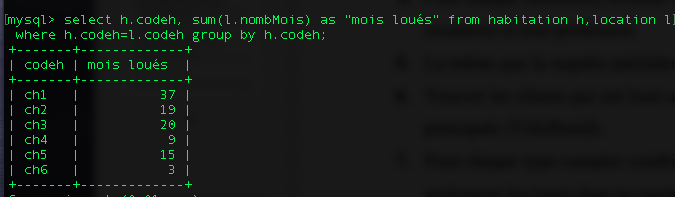 [mysql> select h.codeh, sum(l.nombMois) as "mois loués" from habitation h,location l]
where h.codeh=l.codeh group by h.codeh;
+-------+-------------+
| codeh | mois loués  |
+-------+-------------+
| ch1   |          37 |
| ch2   |          19 |
| ch3   |          20 |
| ch4   |           9 |
| ch5   |          15 |
| ch6   |           3 |
+-------+-------------+